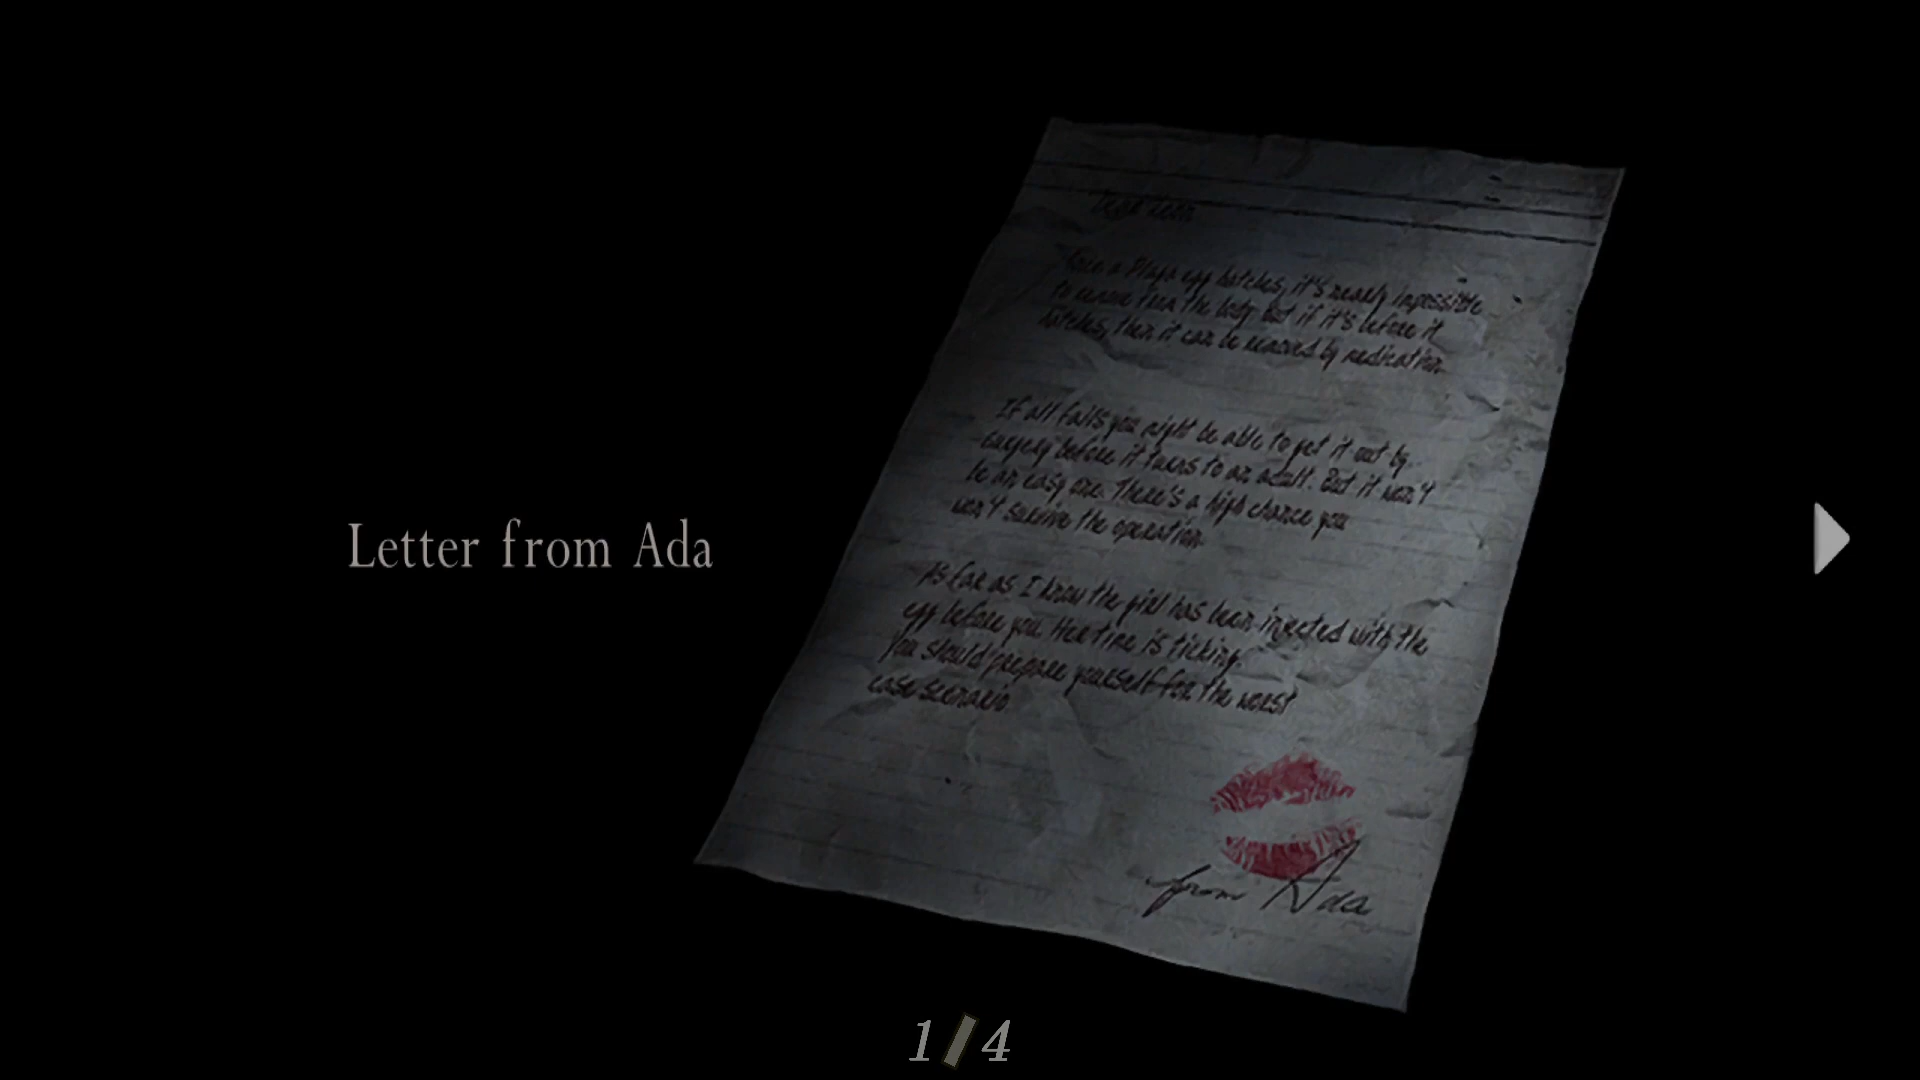 Letter from Ada
Dear Leon
Once a Plaga egg hatches, it's nearly impossible
to remove from the body. But if it's before it
hatches, then it can be removed by medication.
If all fails you might be able to get it out by
surgery before it turns to an adult. But it won't
be an easy one. There's a high chance you
won't survive the operation.
As far as I know the girl has been injected with the
egg before you. Her time is ticking.
You should prepare yourself for the worst
case scenario
from Ada
1/4